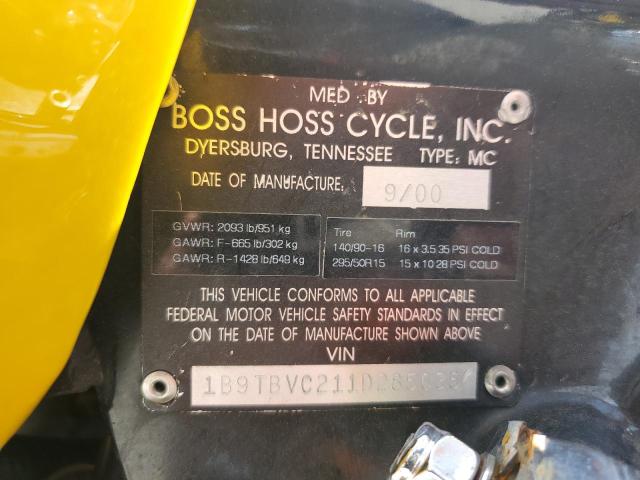 MFD BY
BOSS HOSS CYCLE, INC.
DYERSBURG, TENNESSEE TYPE: MC
DATE OF MANUFACTURE: 9/00
GVWR: 2093 lb/951 kg
GAWR: F-665 lb/302 kg
GAWR: R-1428 lb/649 kg
Tire Rim
140/90-16 16 x 3.5 35 PSI COLD
295/50R15 15 x 10 28 PSI COLD
THIS VEHICLE CONFORMS TO ALL APPLICABLE
FEDERAL MOTOR VEHICLE SAFETY STANDARDS IN EFFECT
ON THE DATE OF MANUFACTURE SHOWN ABOVE
VIN